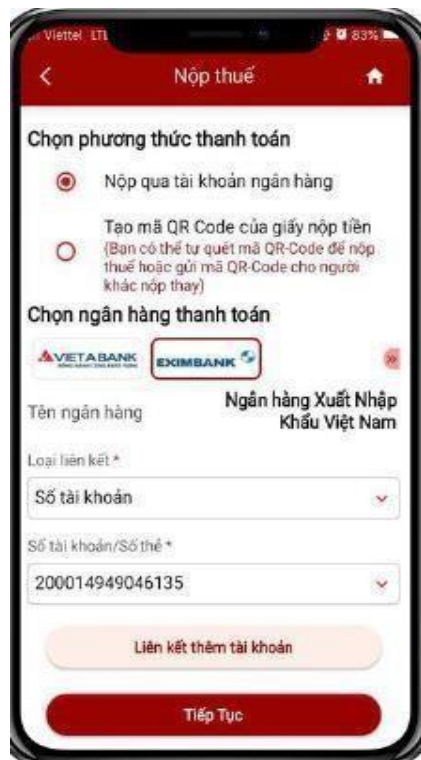 Viettel LTE 83%
Nộp thuế
Chọn phương thức thanh toán
Nộp qua tài khoản ngân hàng
Tạo mã QR Code của giấy nộp tiền
(Bạn có thể tự quét mã QR-Code để nộp
thuế hoặc gửi mã QR-Code cho người
khác nộp thay)
Chọn ngân hàng thanh toán
VIETABANK EXIMBANK
Tên ngân hàng Ngân hàng Xuất Nhập
Khẩu Việt Nam
Loại liên kết *
Số tài khoản
Số tài khoản/Số thẻ *
200014949046135
Liên kết thêm tài khoản
Tiếp Tục